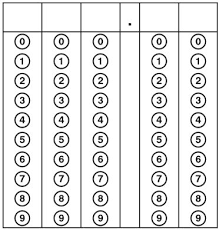 .
0 0 0 0 0
1 1 1 1 1
2 2 2 2 2
3 3 3 3 3
4 4 4 4 4
5 5 5 5 5
6 6 6 6 6
7 7 7 7 7
8 8 8 8 8
9 9 9 9 9